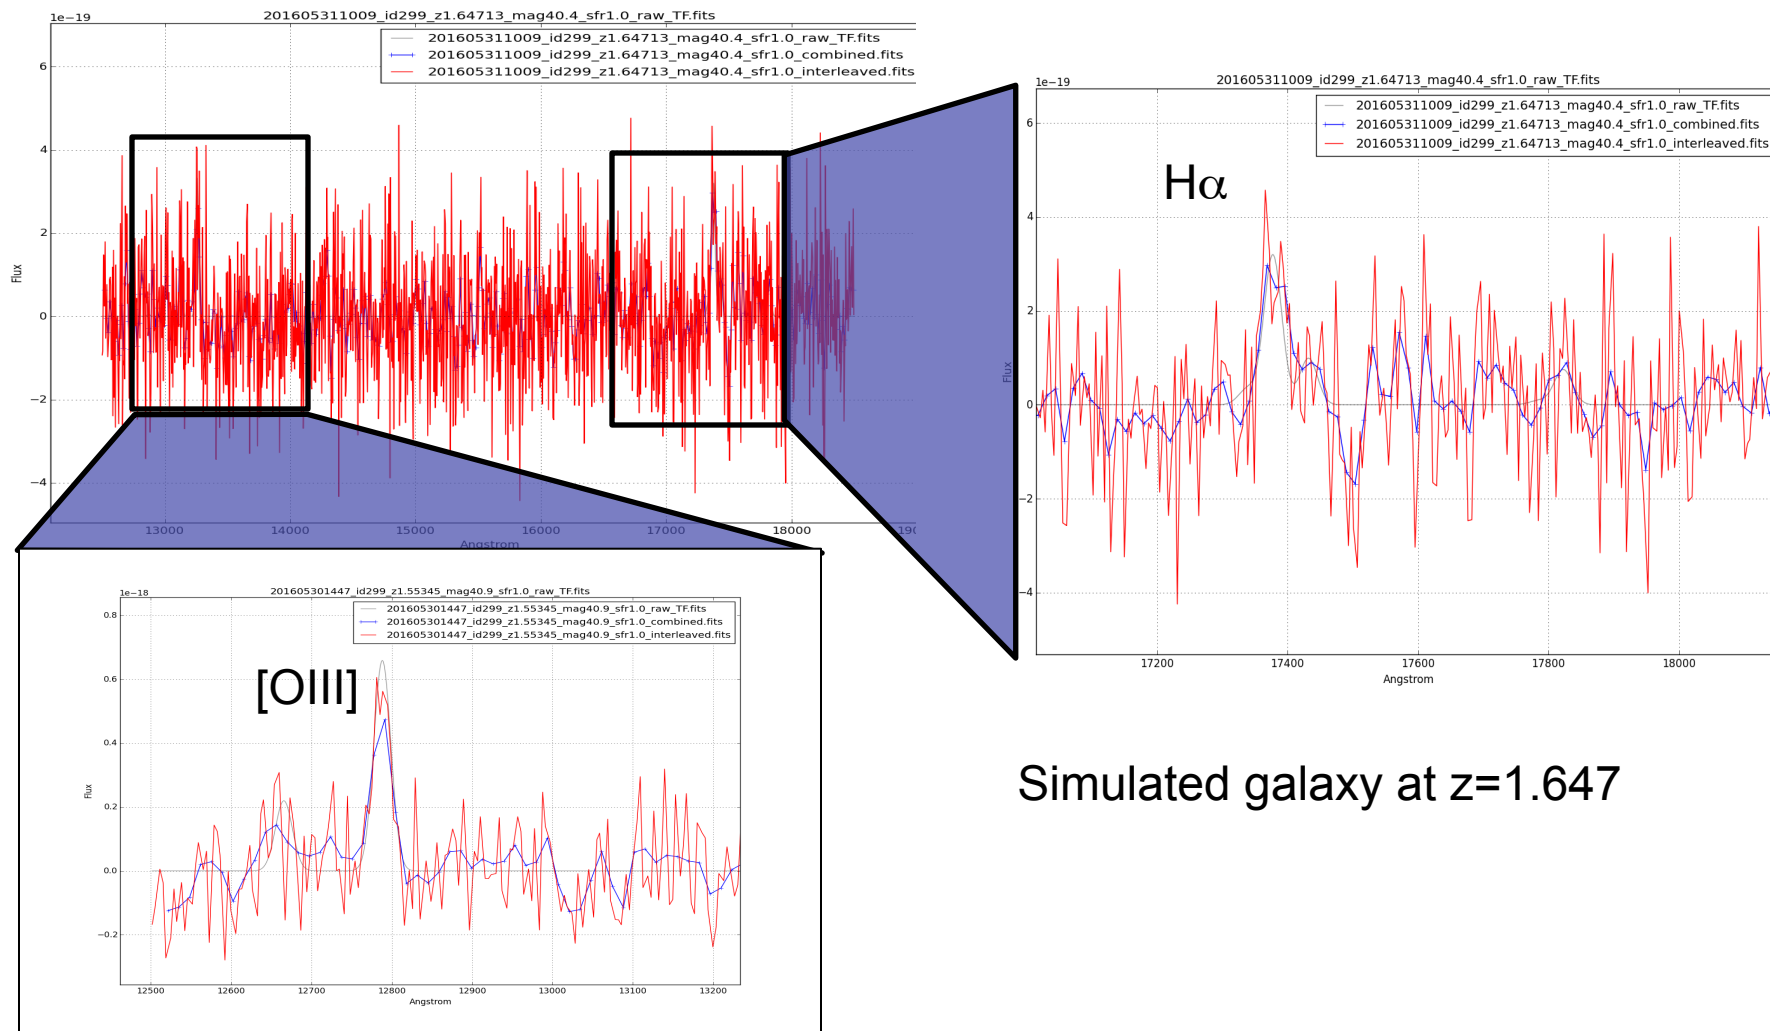 201605311009_id299_z1.64713_mag40.4_sfr1.0_raw_TF.fits
1e−19
201605311009_id299_z1.64713_mag40.4_sfr1.0_raw_TF.fits
201605311009_id299_z1.64713_mag40.4_sfr1.0_combined.fits
201605311009_id299_z1.64713_mag40.4_sfr1.0_interleaved.fits
6
4
2
0
−2
−4
Flux
13000 14000 15000 16000 17000 18000 190
Angstrom
201605311009_id299_z1.64713_mag40.4_sfr1.0_raw_TF.fits
1e−19
201605311009_id299_z1.64713_mag40.4_sfr1.0_raw_TF.fits
201605311009_id299_z1.64713_mag40.4_sfr1.0_combined.fits
201605311009_id299_z1.64713_mag40.4_sfr1.0_interleaved.fits
Hα
6
4
2
0
−2
−4
Flux
17200 17400 17600 17800 18000
Angstrom
201605301447_id299_z1.55345_mag40.9_sfr1.0_raw_TF.fits
1e−18
201605301447_id299_z1.55345_mag40.9_sfr1.0_raw_TF.fits
201605301447_id299_z1.55345_mag40.9_sfr1.0_combined.fits
201605301447_id299_z1.55345_mag40.9_sfr1.0_interleaved.fits
[OIII]
0.8
0.6
0.4
0.2
0.0
−0.2
Flux
12500 12600 12700 12800 12900 13000 13100 13200
Angstrom
Simulated galaxy at z=1.647